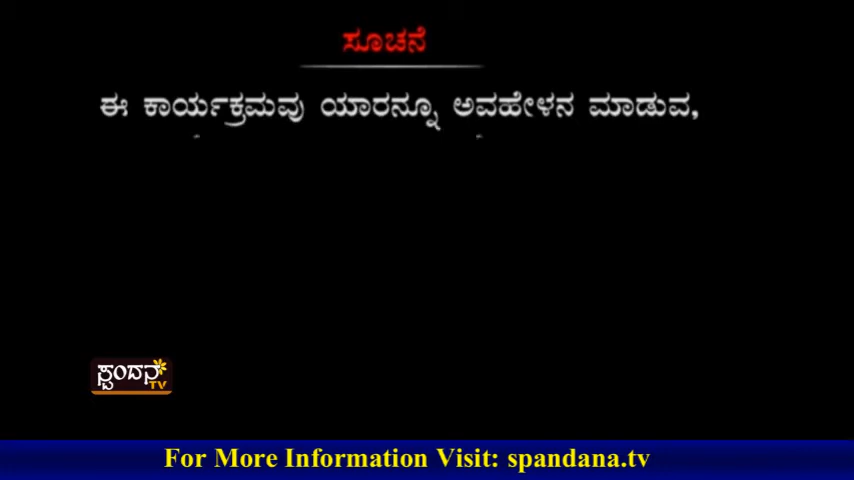 ಸೂಚನೆ
ಈ ಕಾರ್ಯಕ್ರಮವು ಯಾರನ್ನೂ ಅವಹೇಳನ ಮಾಡುವ,
ಸ್ಪಂದನ
TV
For More Information Visit: spandana.tv